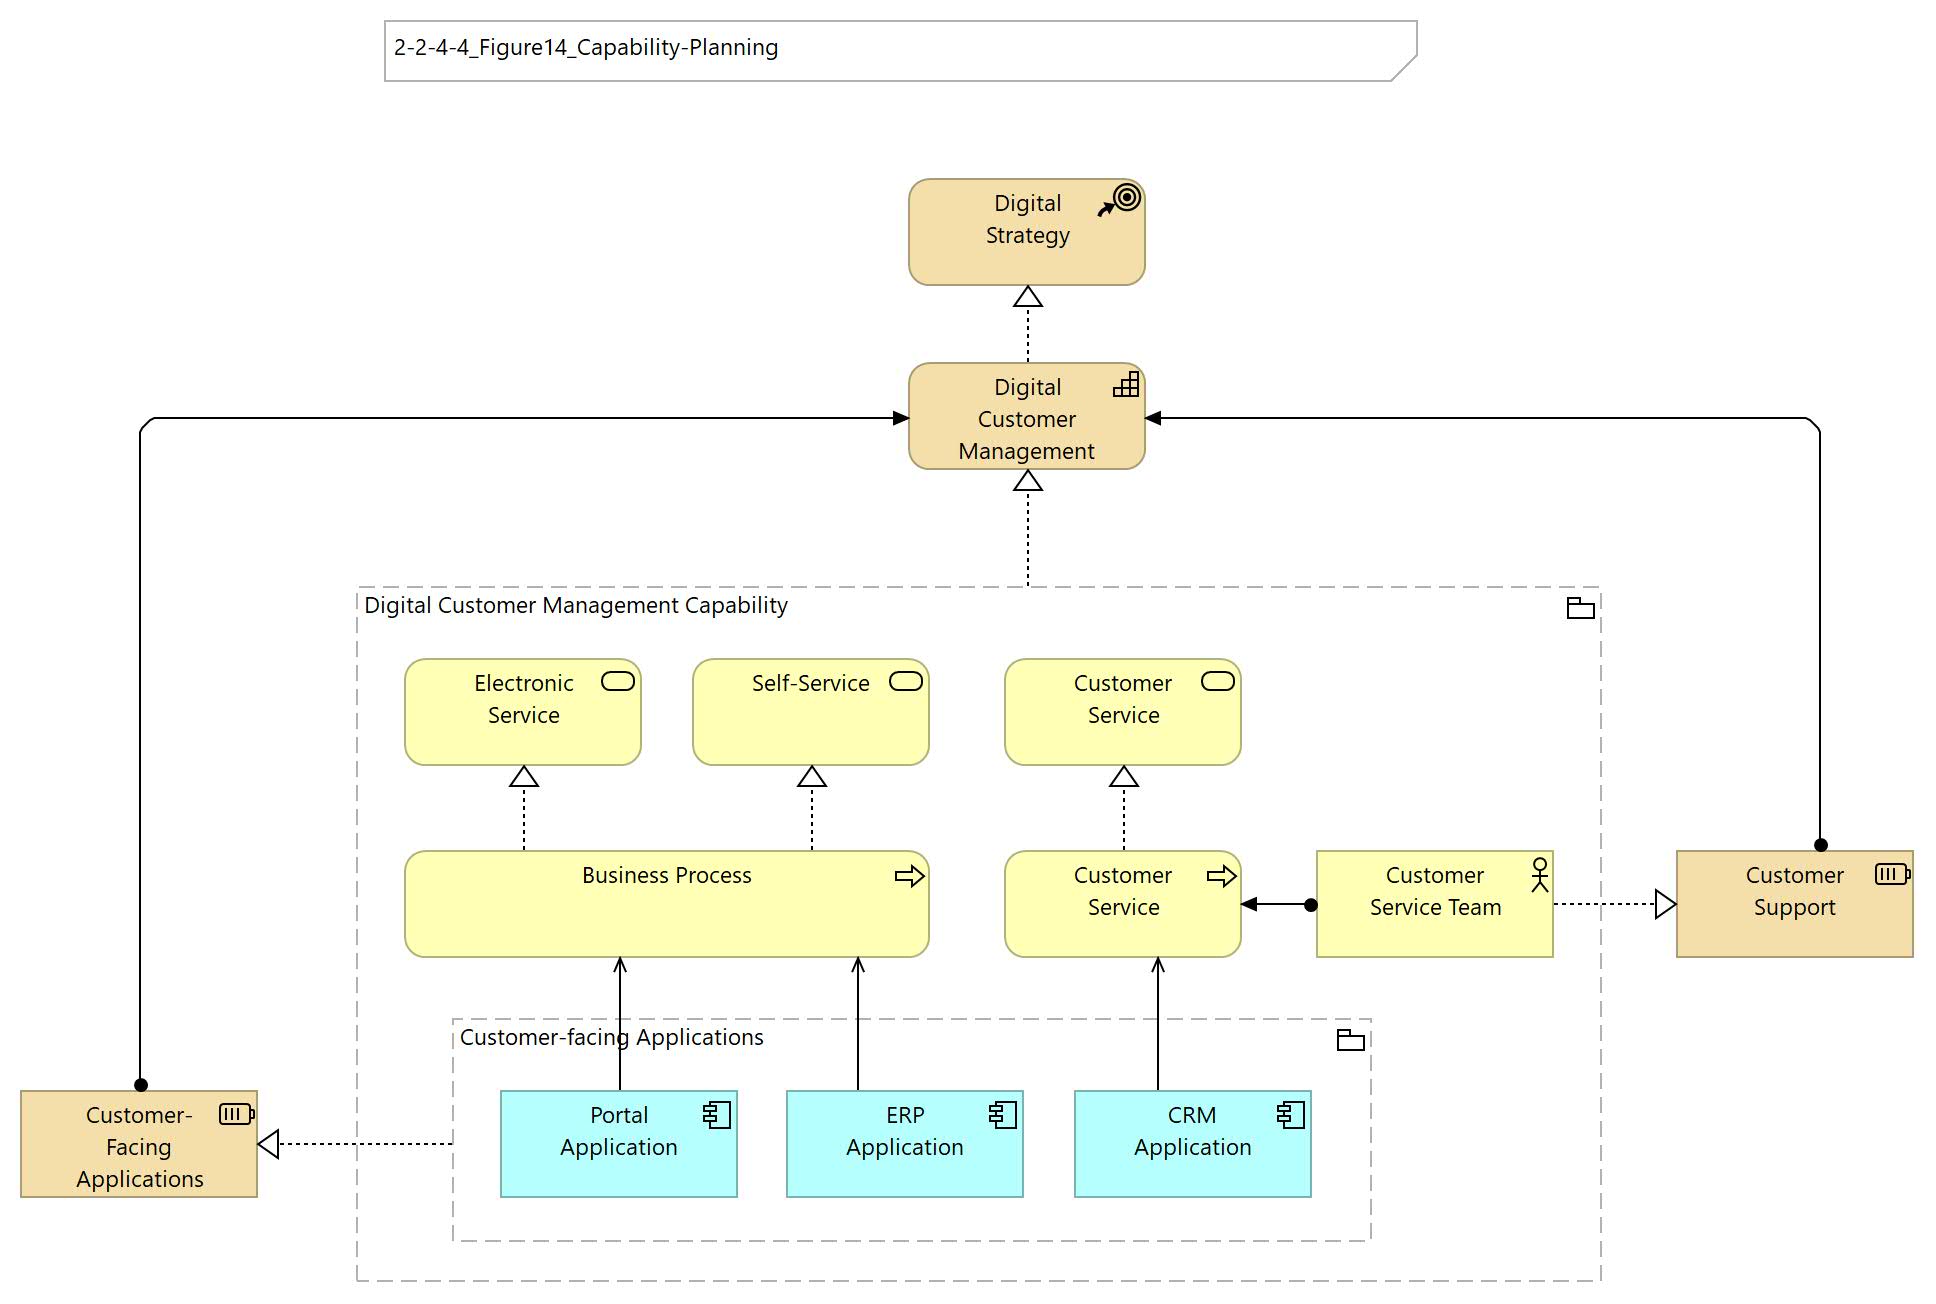 2-2-4-4_Figure14_Capability-Planning
Digital
Strategy
Digital
Customer
Management
Digital Customer Management Capability
Electronic
Service
Self-Service
Customer
Service
Business Process
Customer
Service
Customer
Service Team
Customer
Support
Customer-facing Applications
Customer-
Facing
Applications
Portal
Application
ERP
Application
CRM
Application